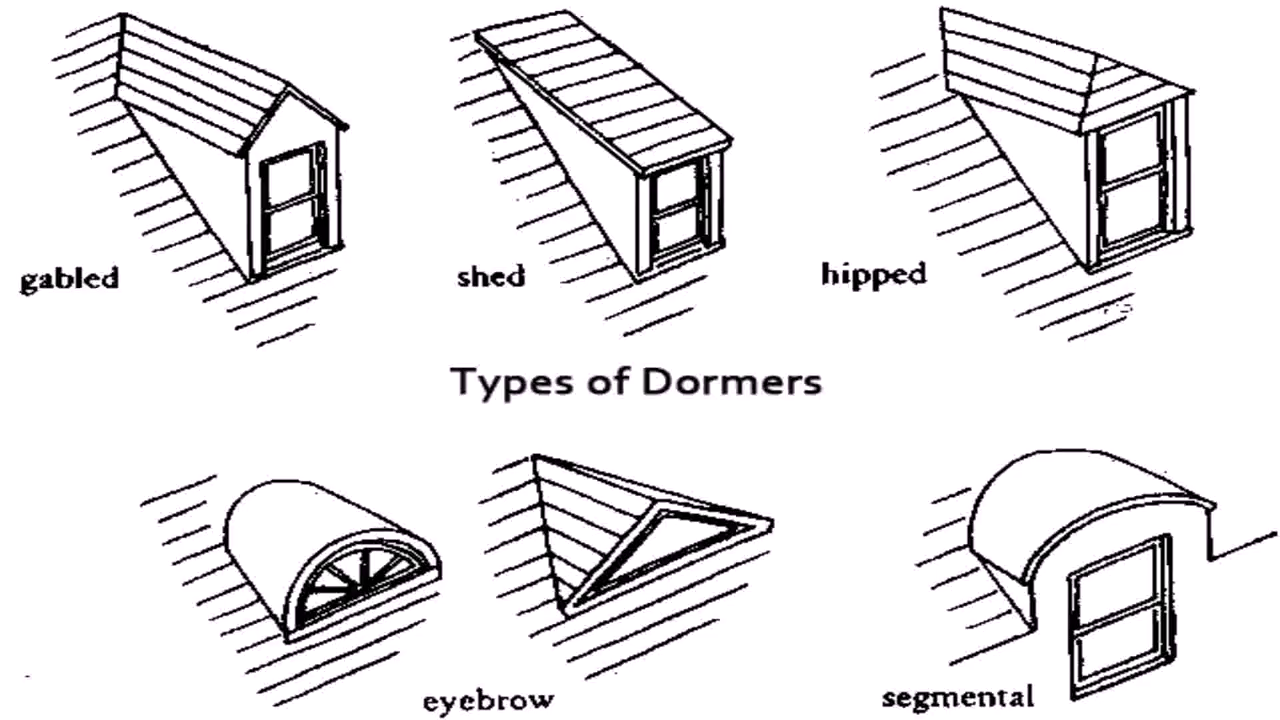 gabled
shed
hipped
Types of Dormers
eyebrow
segmental